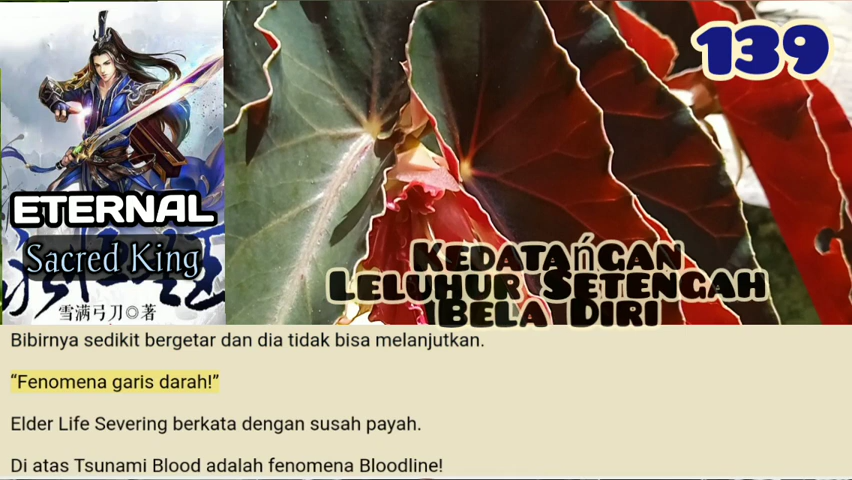 139
ETERNAL
Sacred King
雪满弓刀◎著
Kedatańgan
Leluhur Setengah
Bela Diri
Bibirnya sedikit bergetar dan dia tidak bisa melanjutkan.
“Fenomena garis darah!”
Elder Life Severing berkata dengan susah payah.
Di atas Tsunami Blood adalah fenomena Bloodline!